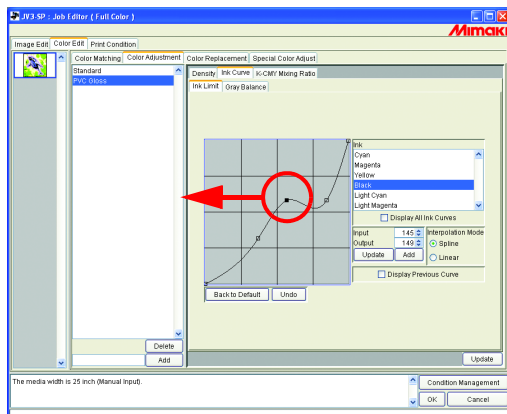 JV3-SP : Job Editor ( Full Color )
Mimaki
Image Edit Color Edit Print Condition
Color Matching Color Adjustment Color Replacement Special Color Adjust
Standard
PVC Gloss
Density Ink Curve K-CMY Mixing Ratio
Ink Limit Gray Balance
Ink
Cyan
Magenta
Yellow
Black
Light Cyan
Light Magenta
Display All Ink Curves
Input 145 Interpolation Mode
Output 149 Spline
Update Add Linear
Display Previous Curve
Back to Default Undo
Delete
Add Update
The media width is 25 inch (Manual Input). Condition Management
OK Cancel